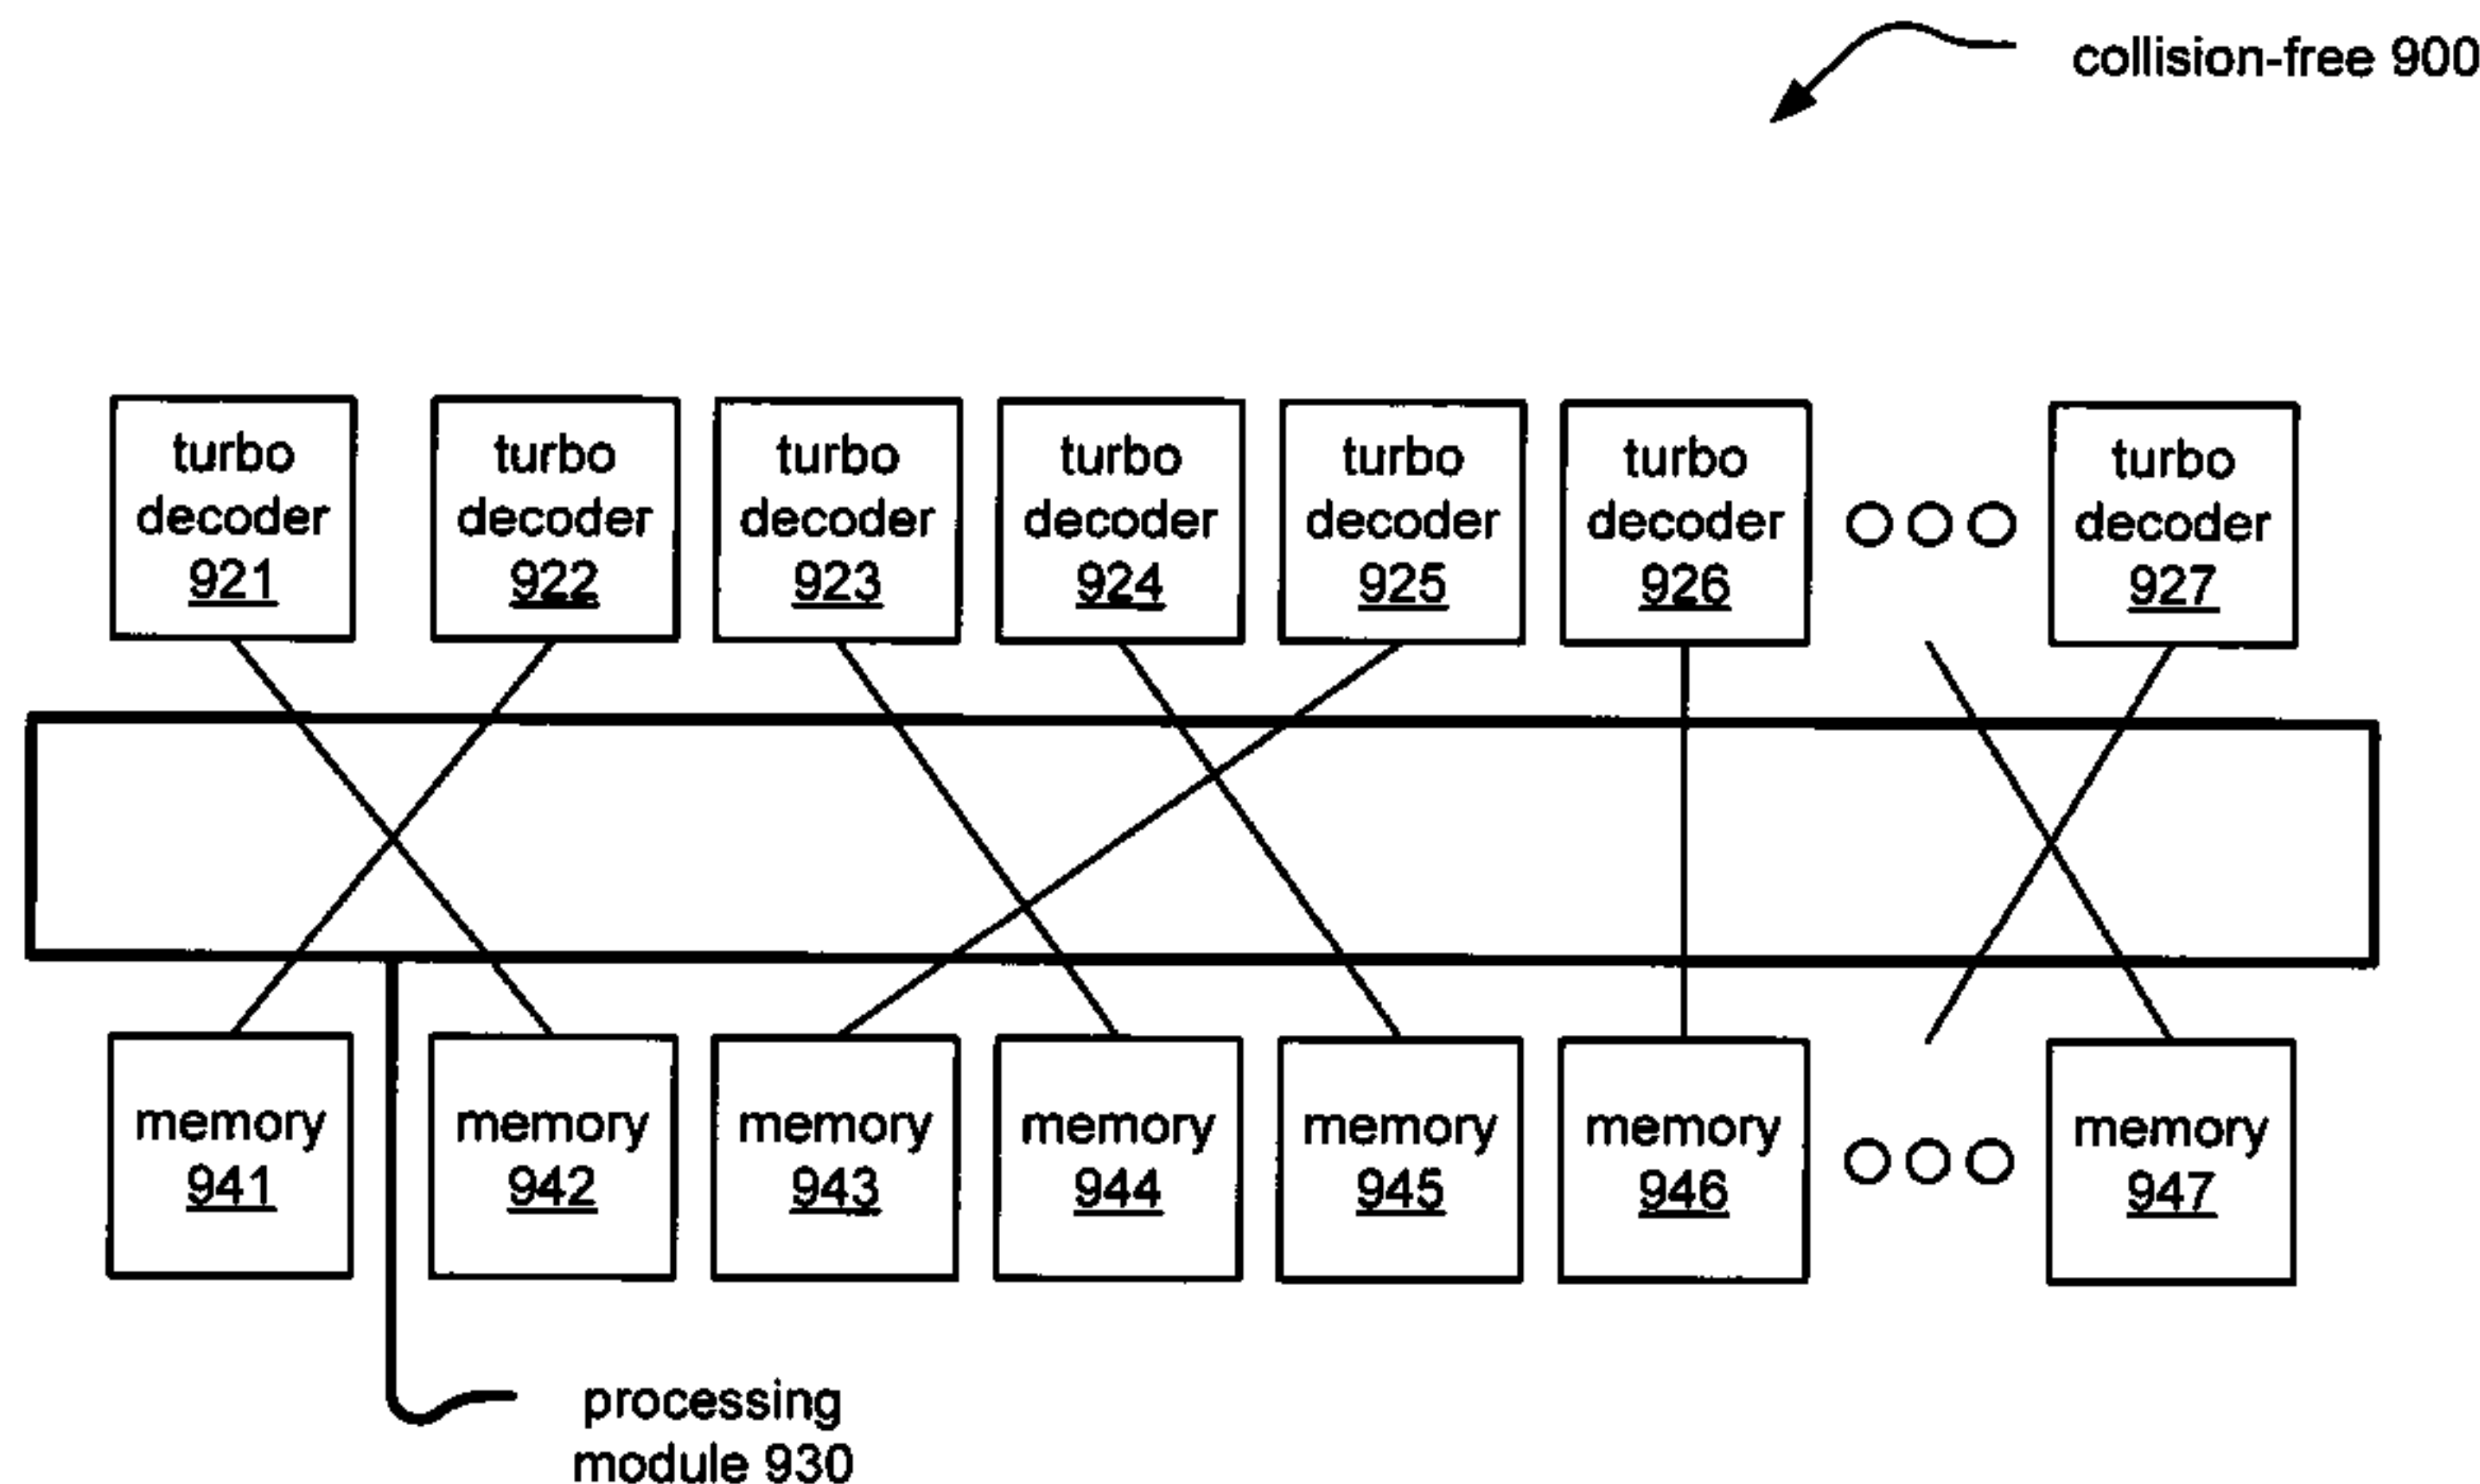 collision-free 900
turbo
decoder
921
turbo
decoder
922
turbo
decoder
923
turbo
decoder
924
turbo
decoder
925
turbo
decoder
926
turbo
decoder
927
memory
941
memory
942
memory
943
memory
944
memory
945
memory
946
memory
947
processing
module 930